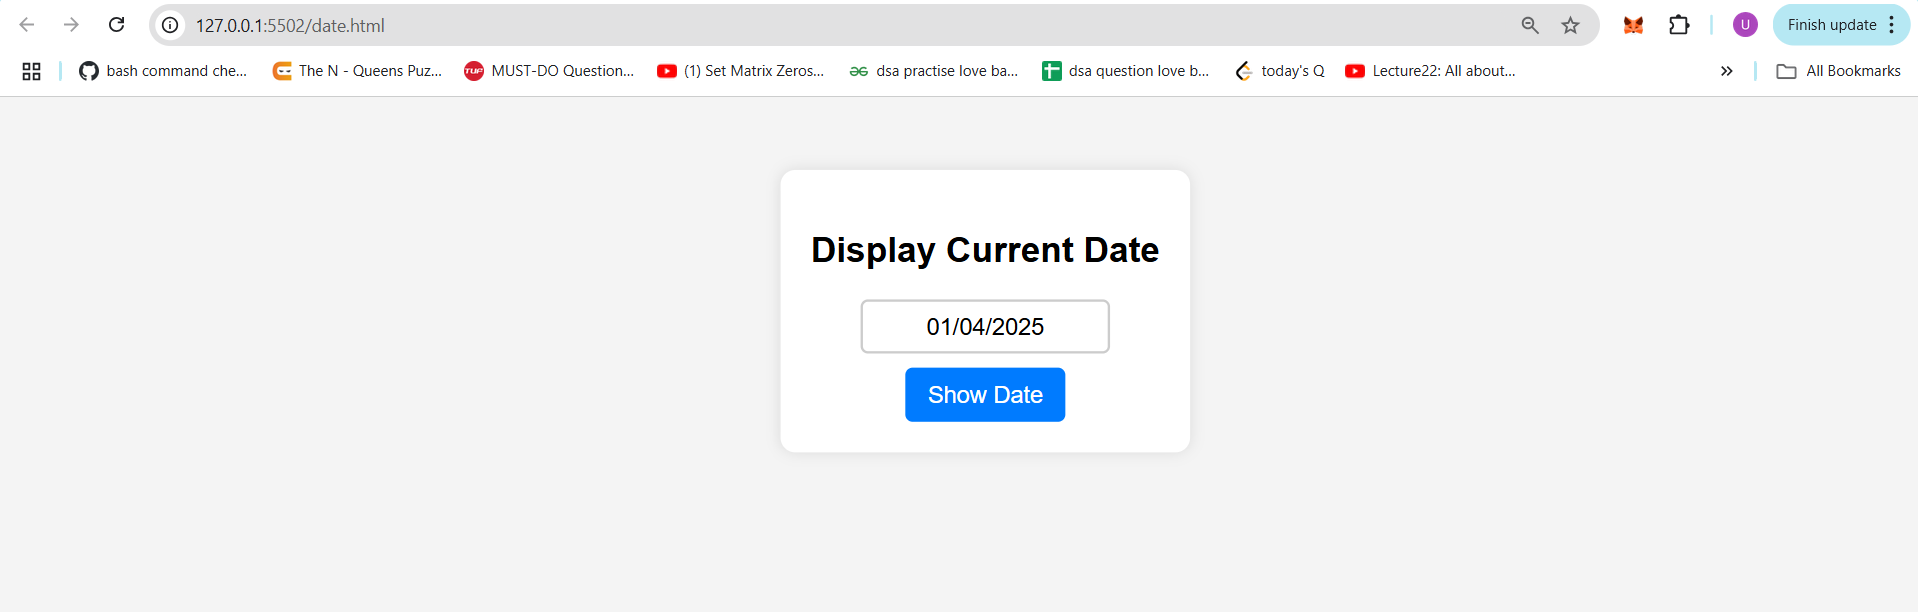 127.0.0.1:5502/date.html
U
Finish update
bash command che...
The N - Queens Puz...
TUF
MUST-DO Question...
(1) Set Matrix Zeros...
dsa practise love ba...
dsa question love b...
today's Q
Lecture22: All about...
All Bookmarks
Display Current Date
01/04/2025
Show Date